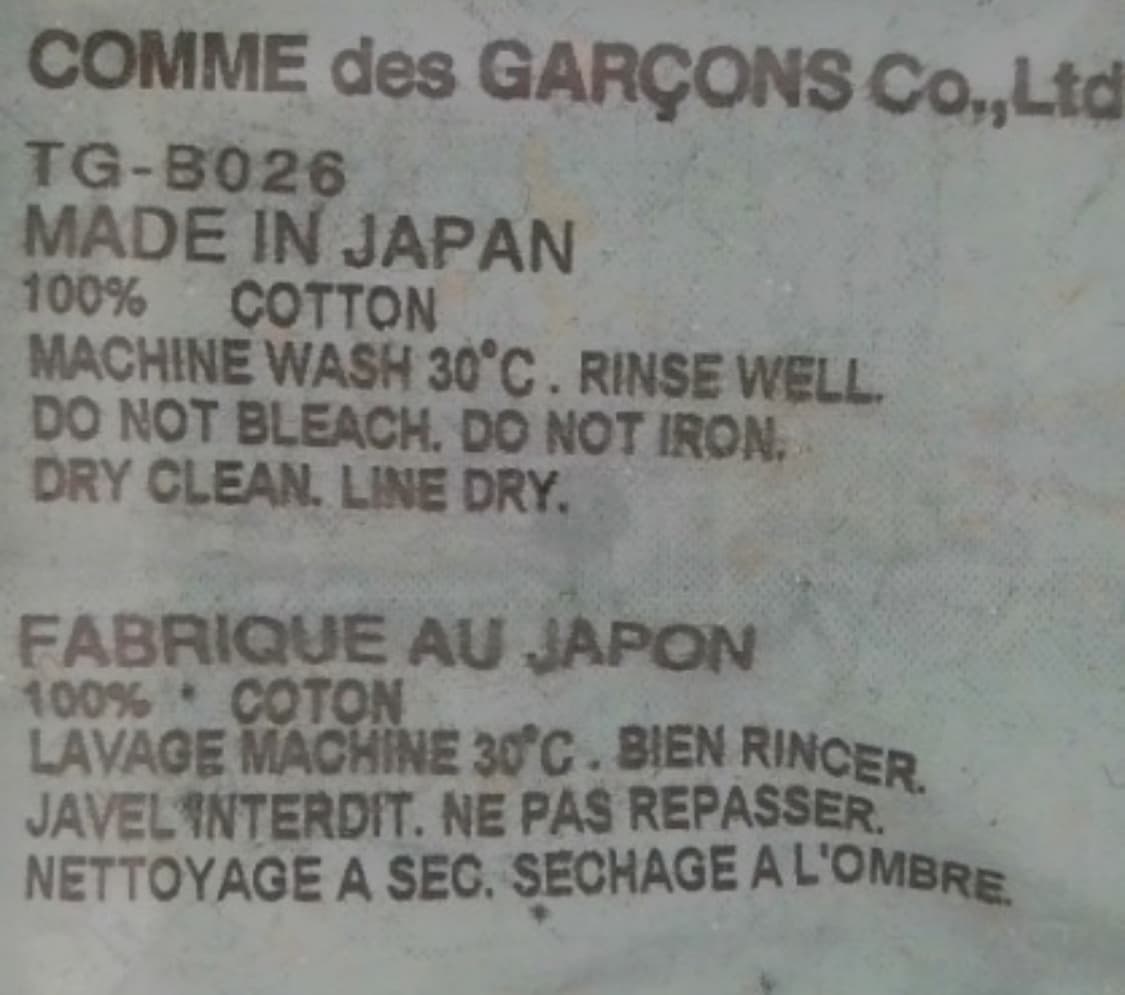 COMME des GARÇONS Co.,Ltd
TG-B026
MADE IN JAPAN
100% COTTON
MACHINE WASH 30°C . RINSE WELL.
DO NOT BLEACH. DO NOT IRON.
DRY CLEAN. LINE DRY.
FABRIQUE AU JAPON
100% COTON
LAVAGE MACHINE 30°C . BIEN RINCER.
JAVEL INTERDIT. NE PAS REPASSER.
NETTOYAGE A SEC. SECHAGE A L'OMBRE.